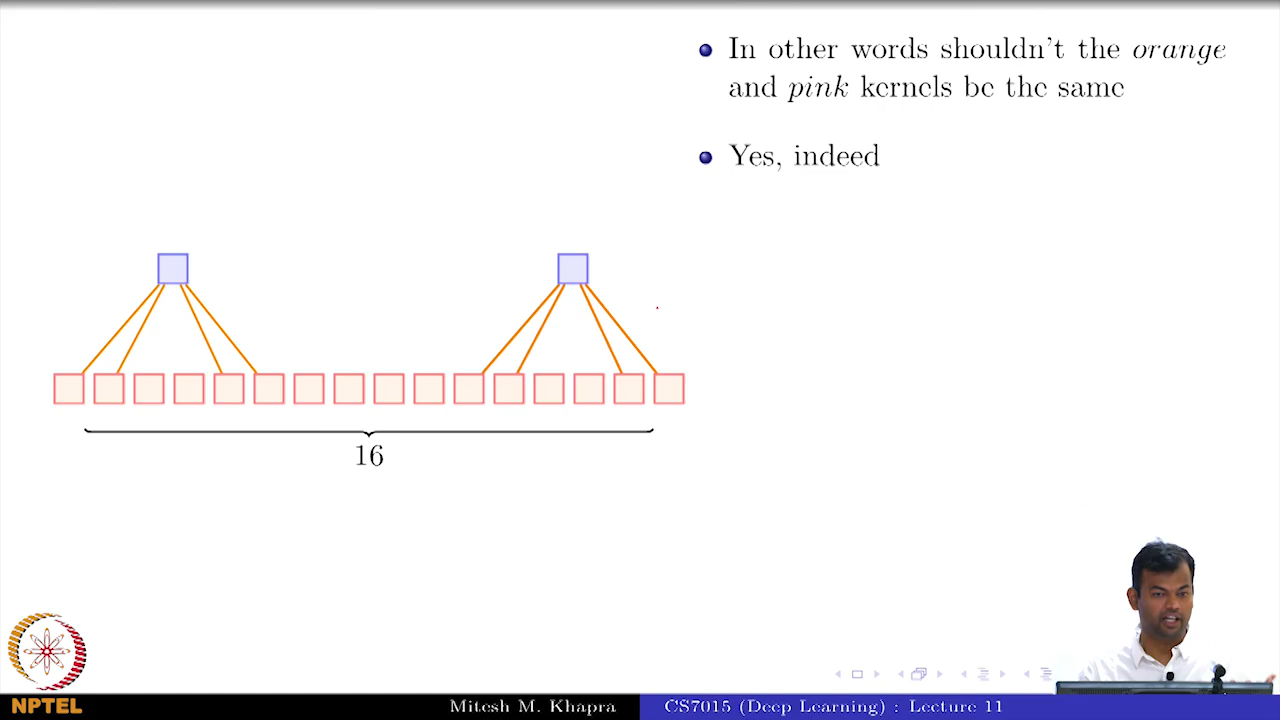 In other words shouldn't the orange
and pink kernels be the same
Yes, indeed
16
NPTEL
Mitesh M. Khapra
CS7015 (Deep Learning) : Lecture 11